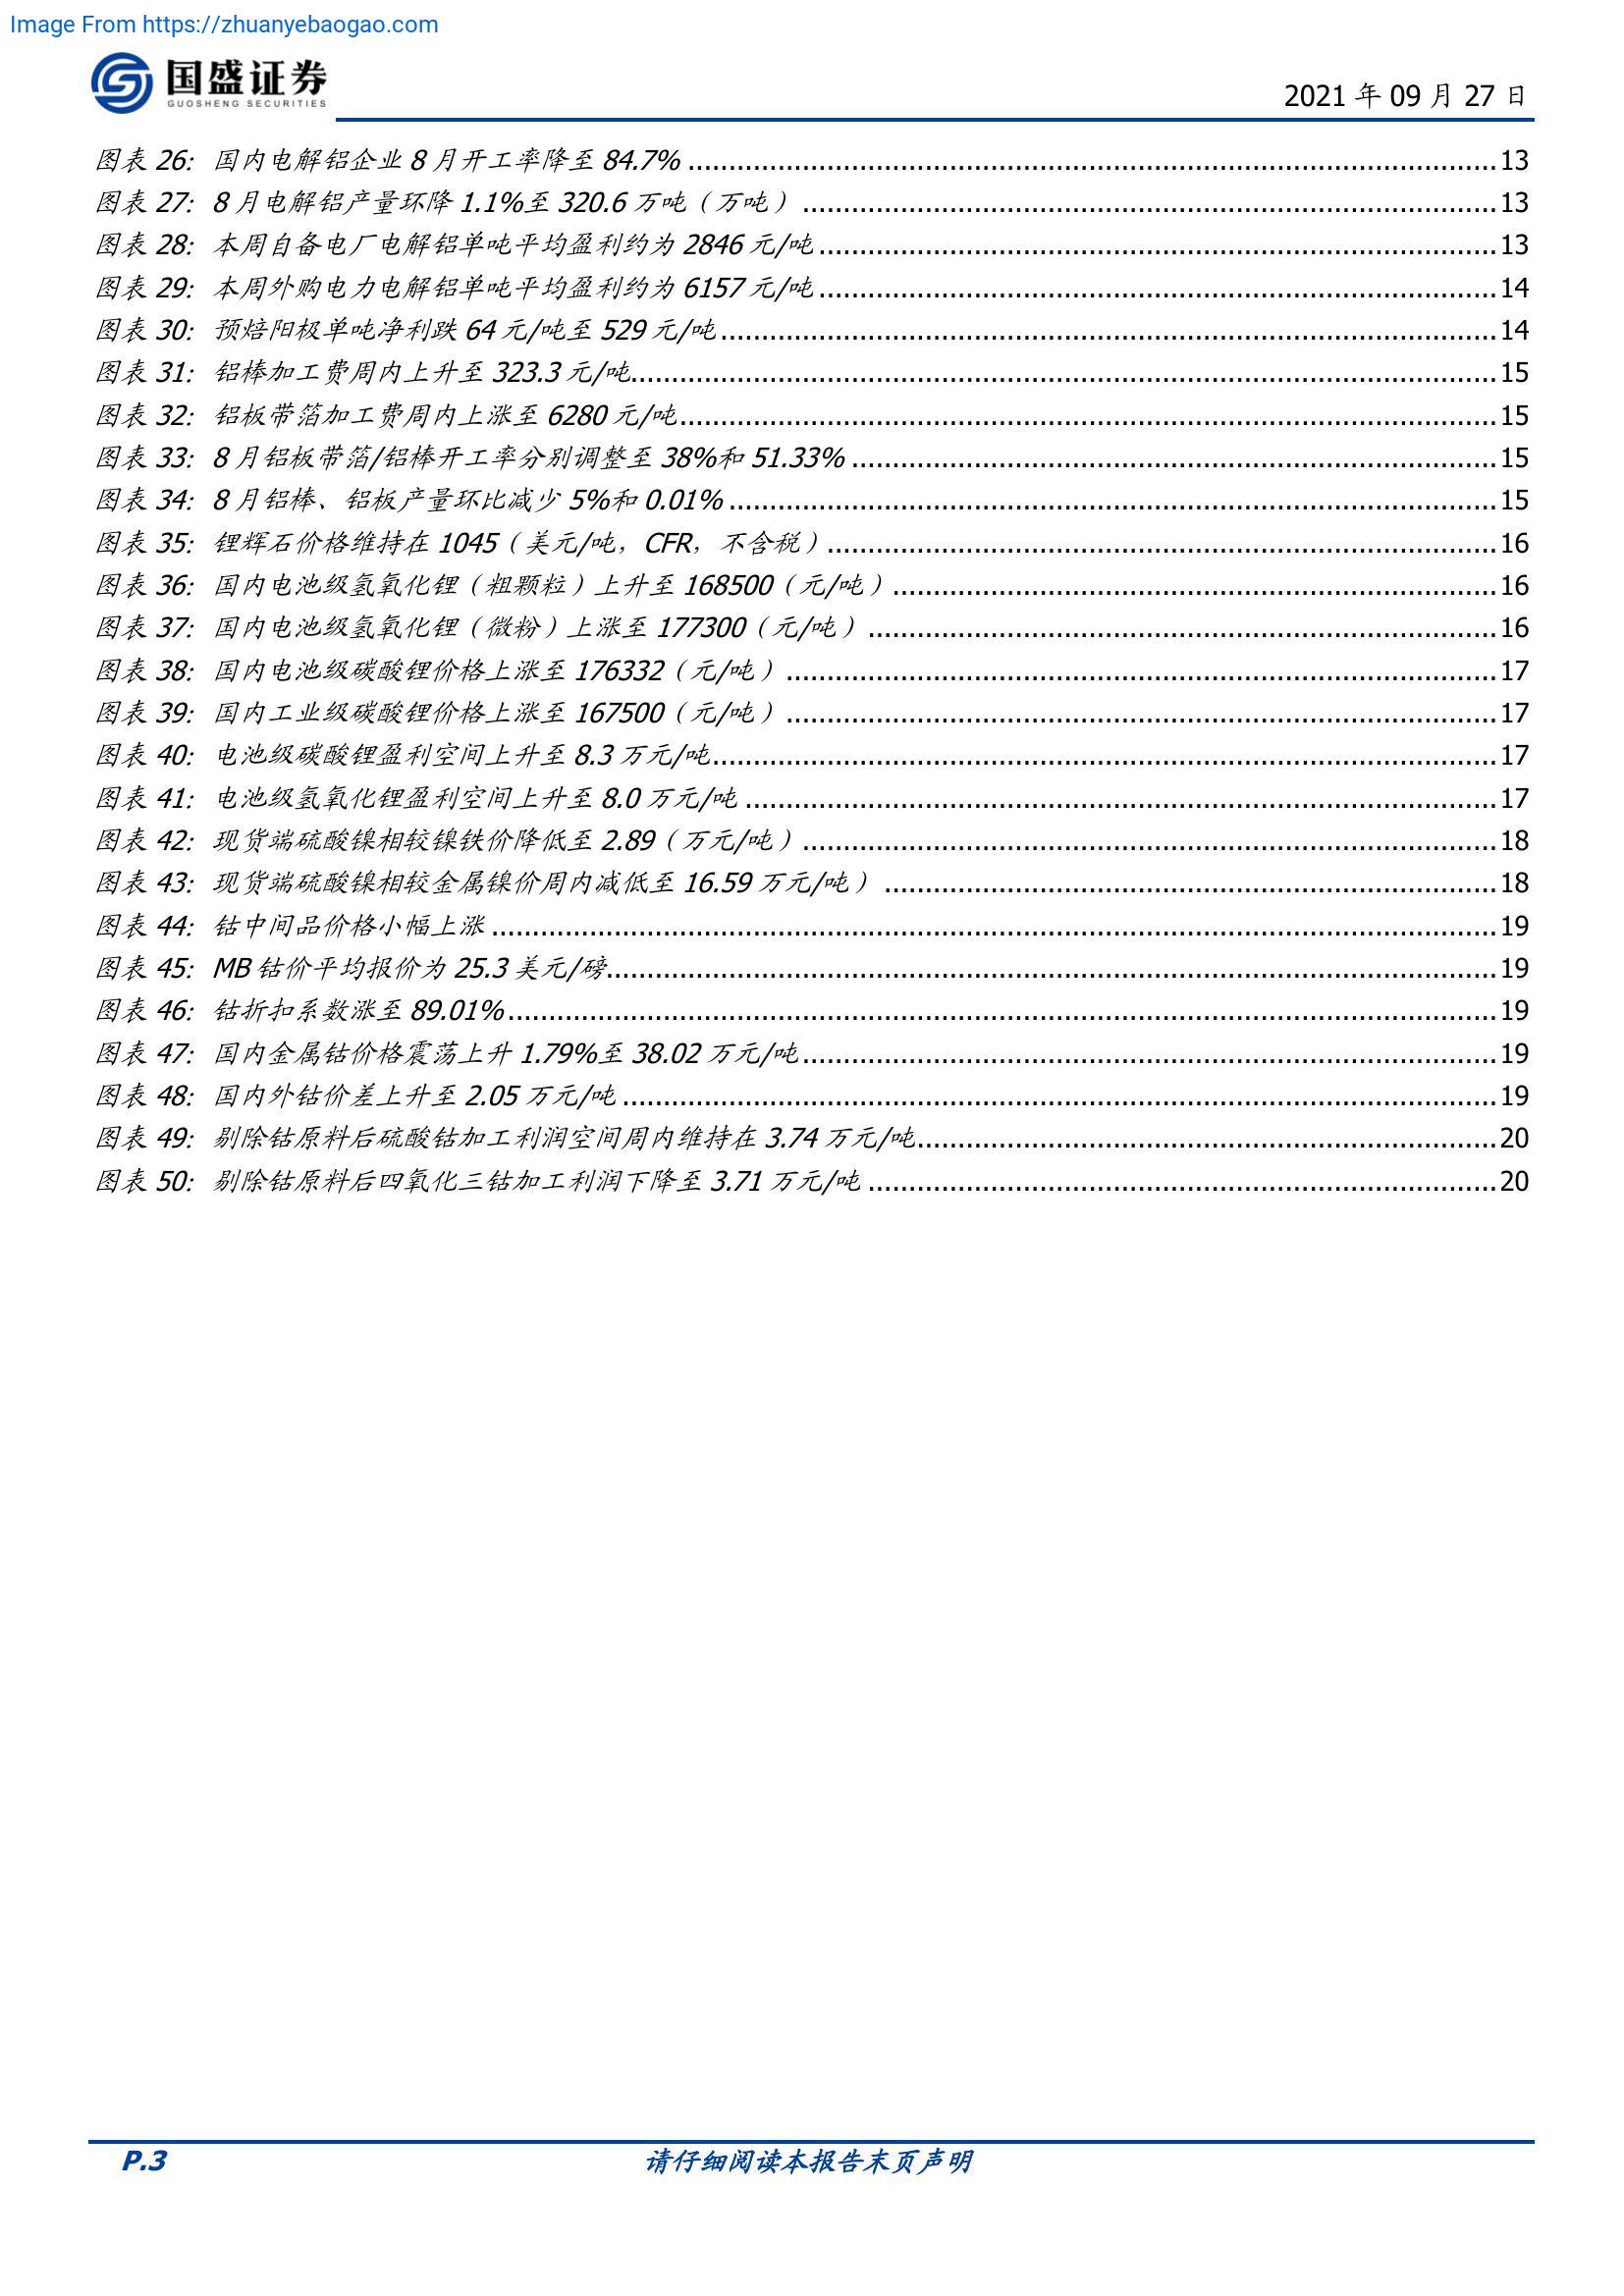 Image From https://zhuanyebaogao.com
国盛证券
GUOSHENG SECURITIES
2021 年 09 月 27 日
图表 26: 国内电解铝企业 8 月开工率降至 84.7% 13
图表 27: 8 月电解铝产量环降 1.1%至 320.6 万吨（万吨） 13
图表 28: 本周自备电厂电解铝单吨平均盈利约为 2846 元/吨 13
图表 29: 本周外购电力电解铝单吨平均盈利约为 6157 元/吨 14
图表 30: 预焙阳极单吨净利跌 64 元/吨至 529 元/吨 14
图表 31: 铝棒加工费周内上升至 323.3 元/吨 15
图表 32: 铝板带箔加工费周内上涨至 6280 元/吨 15
图表 33: 8 月铝板带箔/铝棒开工率分别调整至 38%和 51.33% 15
图表 34: 8 月铝棒、铝板产量环比减少 5%和 0.01% 15
图表 35: 锂辉石价格维持在 1045（美元/吨，CFR，不含税） 16
图表 36: 国内电池级氢氧化锂（粗颗粒）上升至 168500（元/吨） 16
图表 37: 国内电池级氢氧化锂（微粉）上涨至 177300（元/吨） 16
图表 38: 国内电池级碳酸锂价格上涨至 176332（元/吨） 17
图表 39: 国内工业级碳酸锂价格上涨至 167500（元/吨） 17
图表 40: 电池级碳酸锂盈利空间上升至 8.3 万元/吨 17
图表 41: 电池级氢氧化锂盈利空间上升至 8.0 万元/吨 17
图表 42: 现货端硫酸镍相较镍铁价降低至 2.89（万元/吨） 18
图表 43: 现货端硫酸镍相较金属镍价周内减低至 16.59 万元/吨） 18
图表 44: 钴中间品价格小幅上涨 19
图表 45: MB 钴价平均报价为 25.3 美元/磅 19
图表 46: 钴折扣系数涨至 89.01% 19
图表 47: 国内金属钴价格震荡上升 1.79%至 38.02 万元/吨 19
图表 48: 国内外钴价差上升至 2.05 万元/吨 19
图表 49: 剔除钴原料后硫酸钴加工利润空间周内维持在 3.74 万元/吨 20
图表 50: 剔除钴原料后四氧化三钴加工利润下降至 3.71 万元/吨 20
P.3
请仔细阅读本报告末页声明